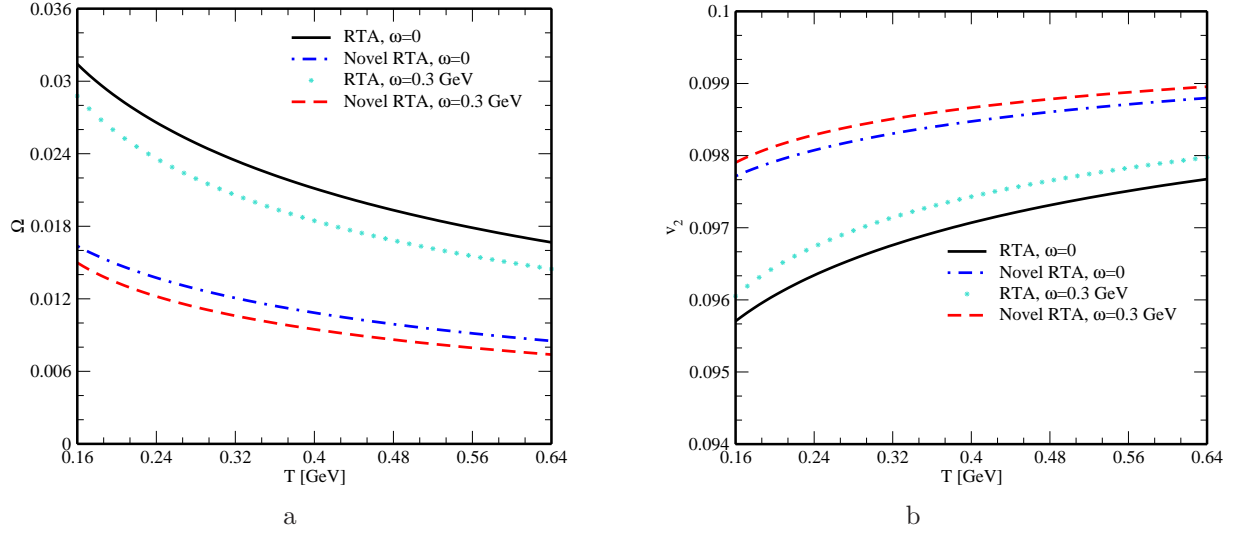 RTA, ω=0
Novel RTA, ω=0
RTA, ω=0.3 GeV
Novel RTA, ω=0.3 GeV
0.036
0.03
0.024
0.018
0.012
0.006
0
Ω
0.16 0.24 0.32 0.4 0.48 0.56 0.64
T [GeV]
a
0.1
0.099
0.098
0.097
0.096
0.095
0.094
v2
RTA, ω=0
Novel RTA, ω=0
RTA, ω=0.3 GeV
Novel RTA, ω=0.3 GeV
0.16 0.24 0.32 0.4 0.48 0.56 0.64
T [GeV]
b